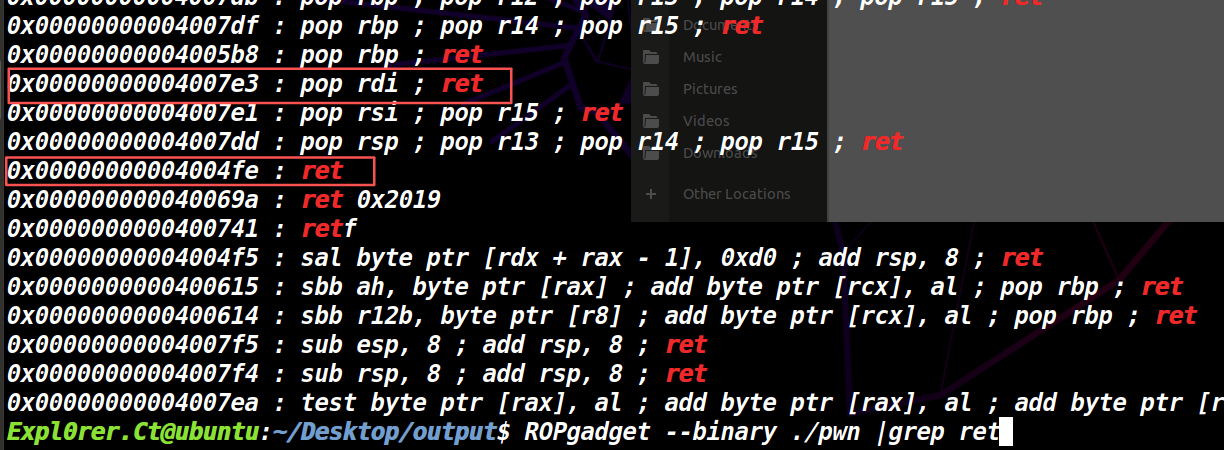 0x00000000004007db : pop rbp ; pop r12 ; pop r13 ; pop r14 ; pop r15 ; ret
0x00000000004007df : pop rbp ; pop r14 ; pop r15 ; ret
0x00000000004005b8 : pop rbp ; ret
0x00000000004007e3 : pop rdi ; ret
0x00000000004007e1 : pop rsi ; pop r15 ; ret
0x00000000004007dd : pop rsp ; pop r13 ; pop r14 ; pop r15 ; ret
0x00000000004004fe : ret
0x000000000040069a : ret 0x2019
0x0000000000400741 : retf
0x00000000004004f5 : sal byte ptr [rdx + rax - 1], 0xd0 ; add rsp, 8 ; ret
0x0000000000400615 : sbb ah, byte ptr [rax] ; add byte ptr [rcx], al ; pop rbp ; ret
0x0000000000400614 : sbb r12b, byte ptr [r8] ; add byte ptr [rcx], al ; pop rbp ; ret
0x00000000004007f5 : sub esp, 8 ; add rsp, 8 ; ret
0x00000000004007f4 : sub rsp, 8 ; add rsp, 8 ; ret
0x00000000004007ea : test byte ptr [rax], al ; add byte ptr [rax], al ; add byte ptr [r
Expl0rer.Ct@ubuntu:~/Desktop/output$ ROPgadget --binary ./pwn |grep ret
Documents
Music
Pictures
Videos
Downloads
+ Other Locations